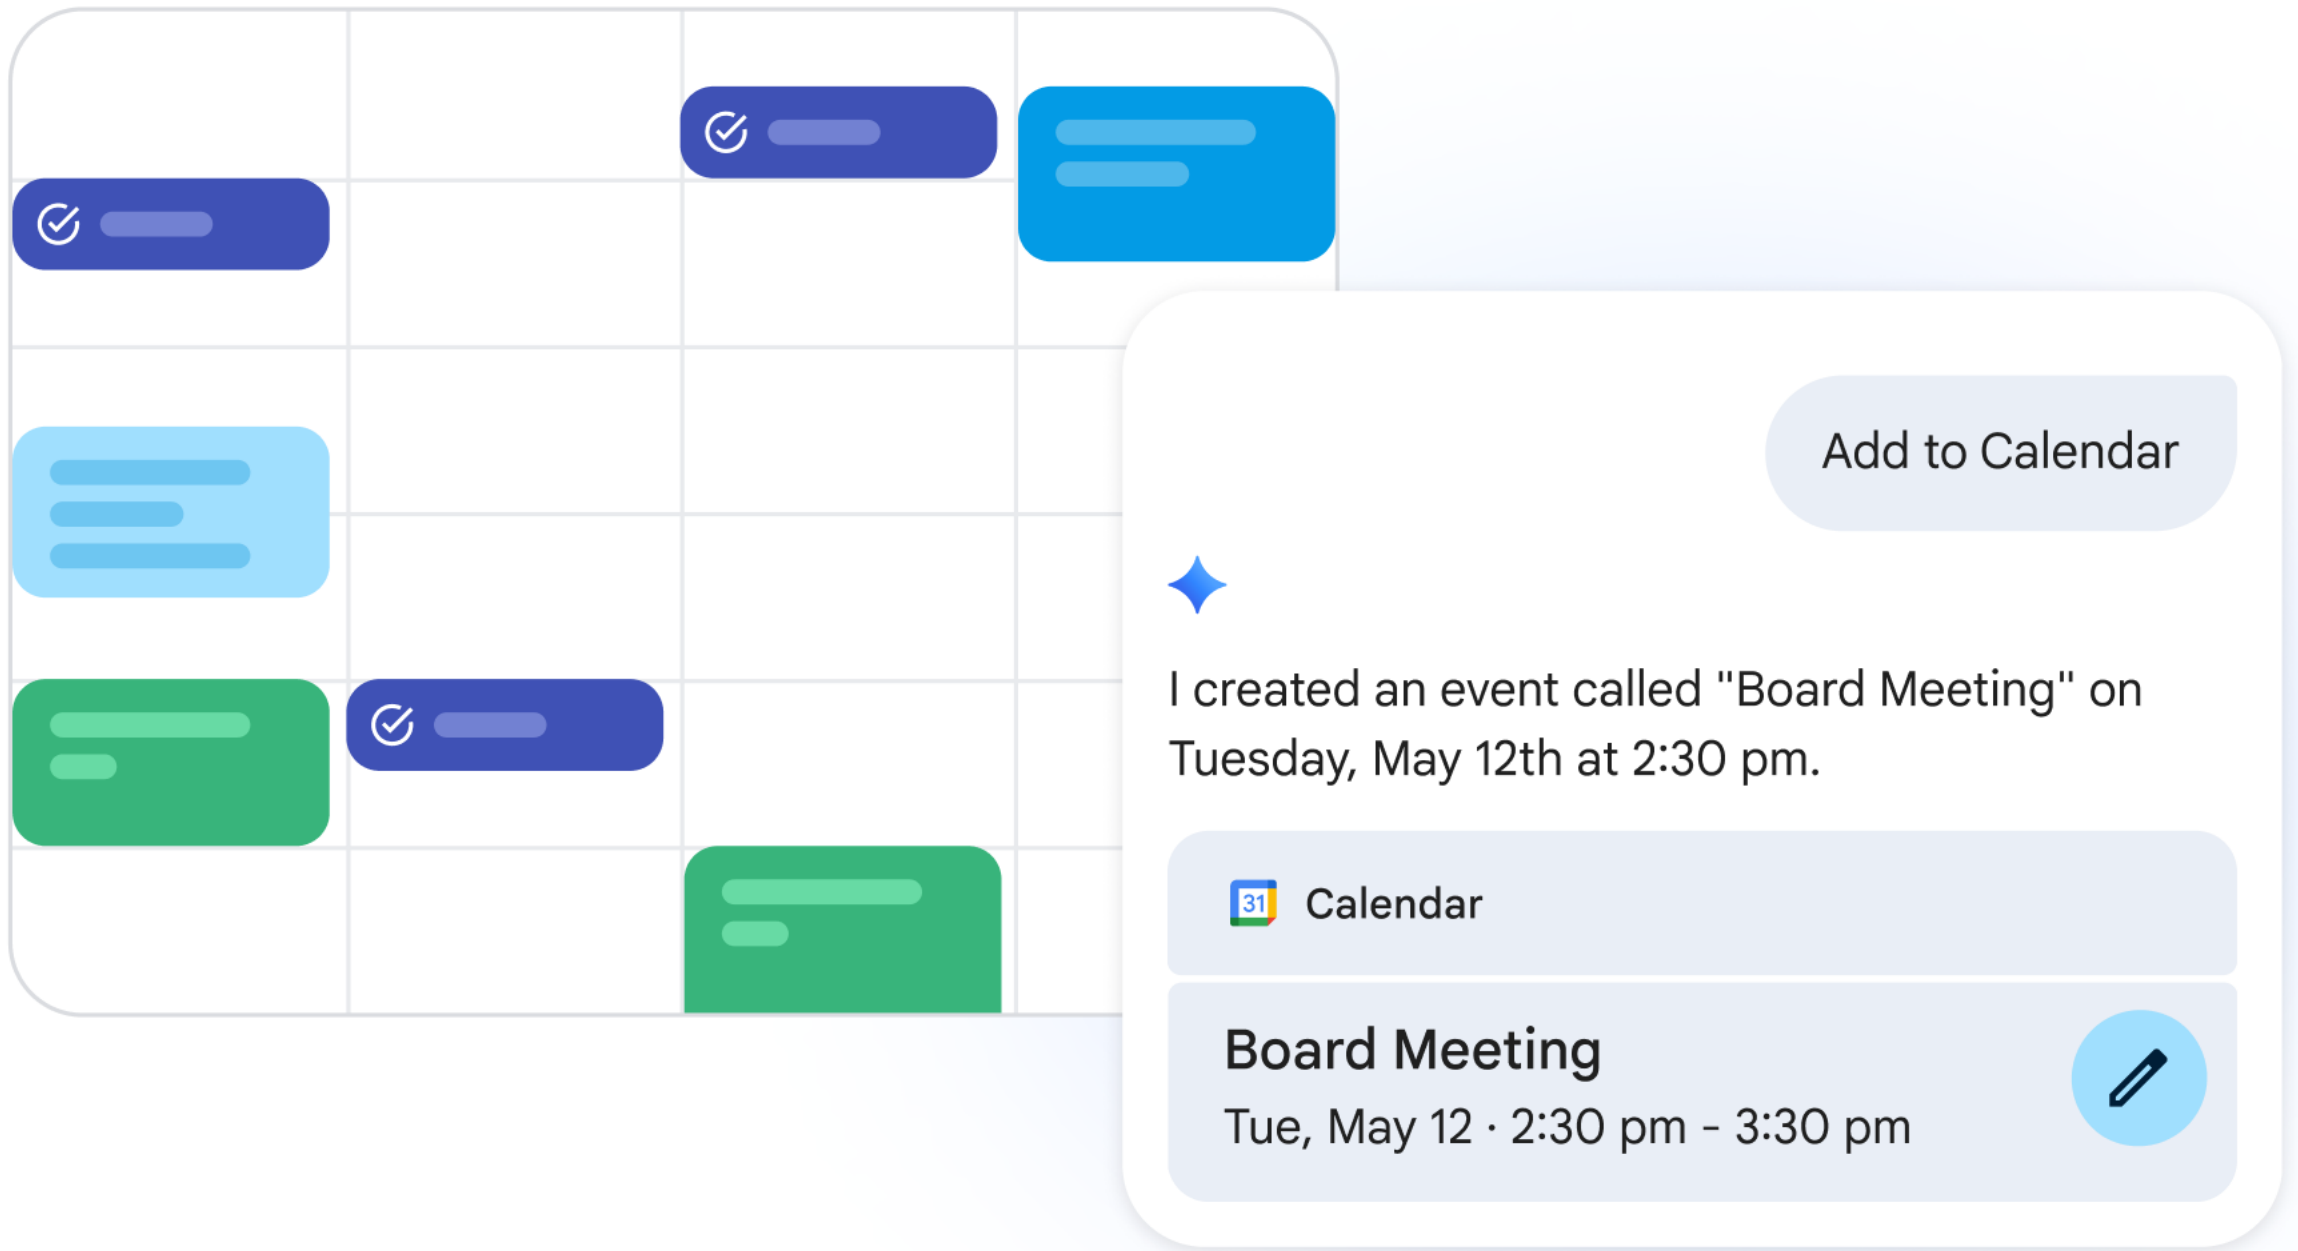 Add to Calendar
I created an event called "Board Meeting" on
Tuesday, May 12th at 2:30 pm.
31 Calendar
Board Meeting
Tue, May 12 · 2:30 pm - 3:30 pm